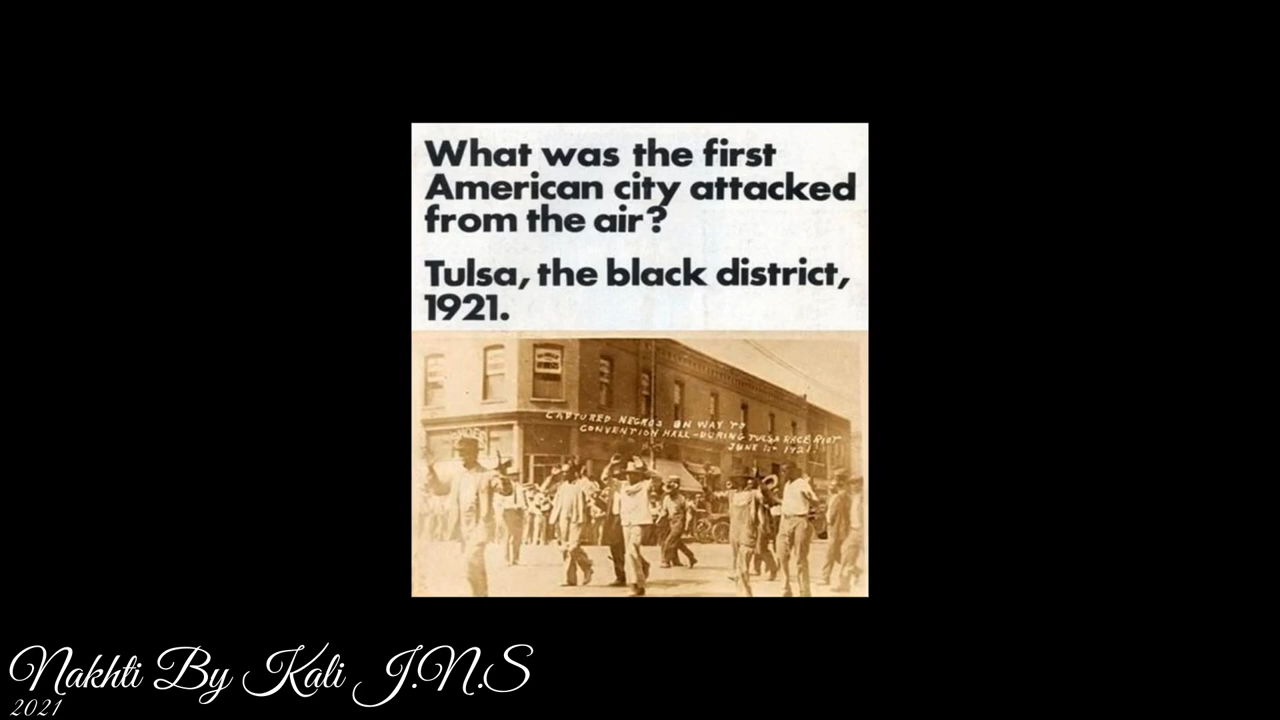 What was the first
American city attacked
from the air?
Tulsa, the black district,
1921.
CAPTURED NEGROS ON WAY TO
CONVENTION HALL - DURING TULSA RACE RIOT
JUNE 1st 1921.
Nakhti By Kali J.N.S
2021